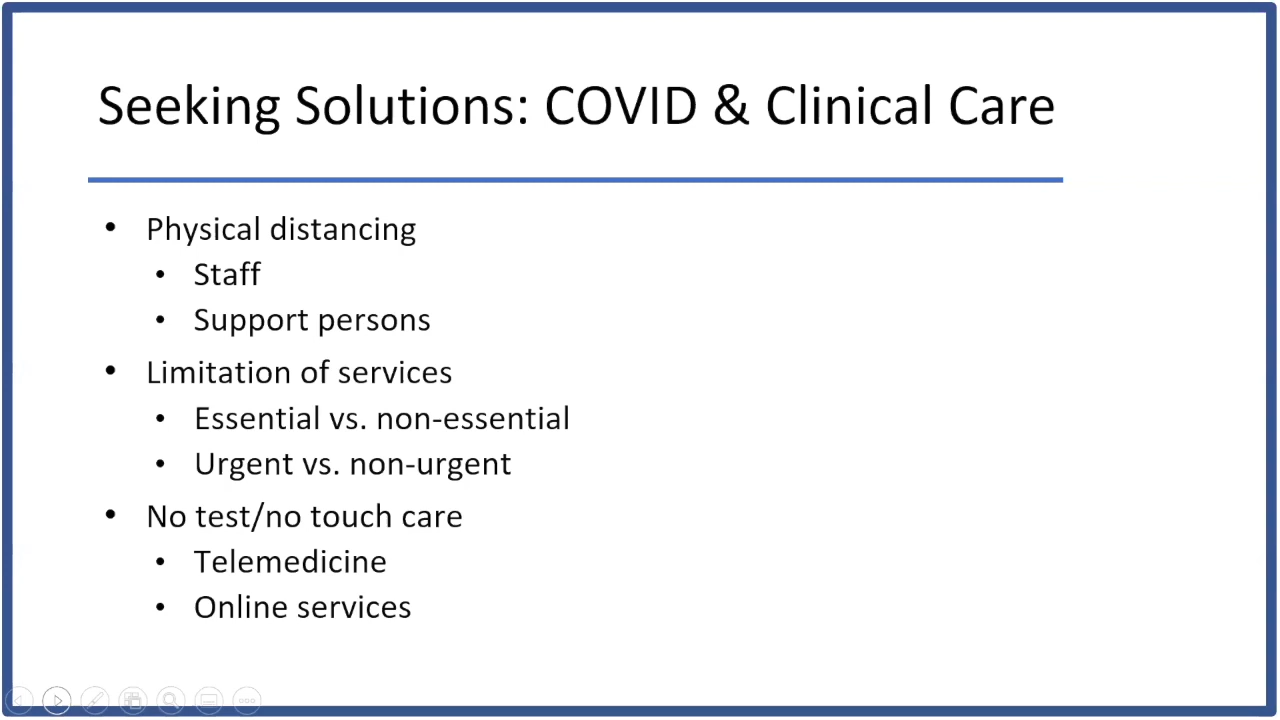 Seeking Solutions: COVID & Clinical Care
• Physical distancing
• Staff
• Support persons
• Limitation of services
• Essential vs. non-essential
• Urgent vs. non-urgent
• No test/no touch care
• Telemedicine
• Online services